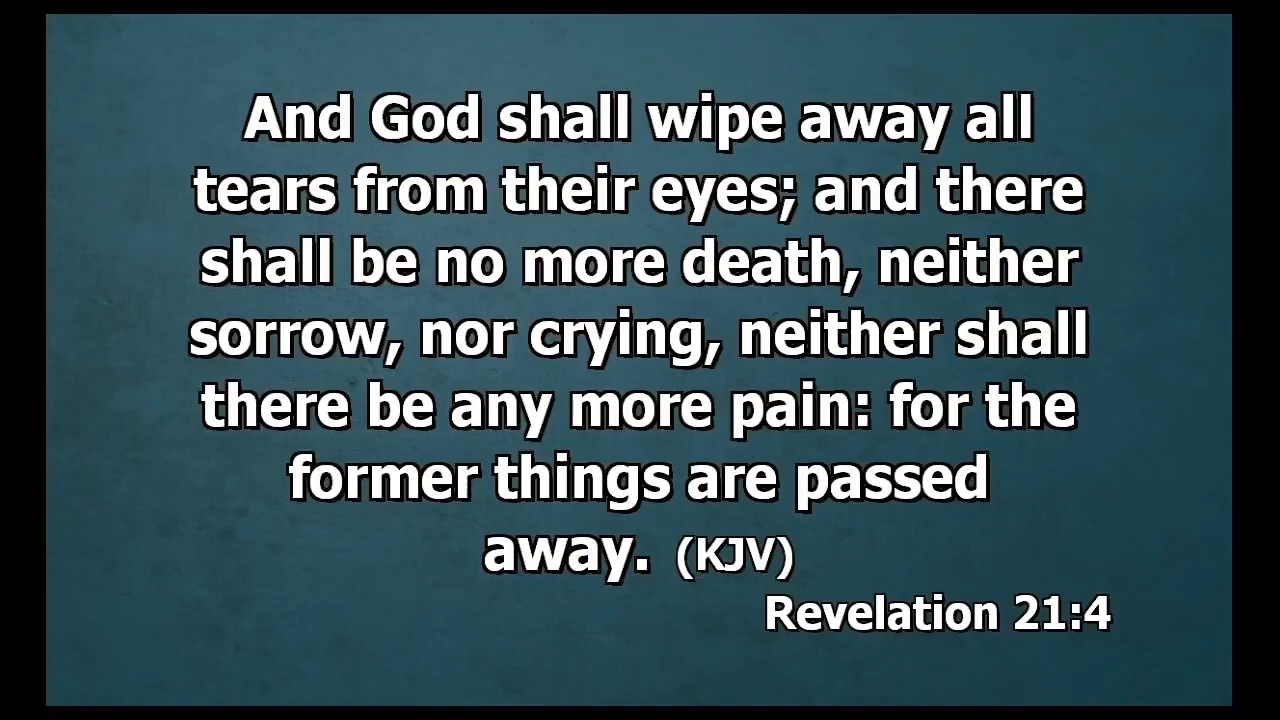 And God shall wipe away all
tears from their eyes; and there
shall be no more death, neither
sorrow, nor crying, neither shall
there be any more pain: for the
former things are passed
away. (KJV)
Revelation 21:4